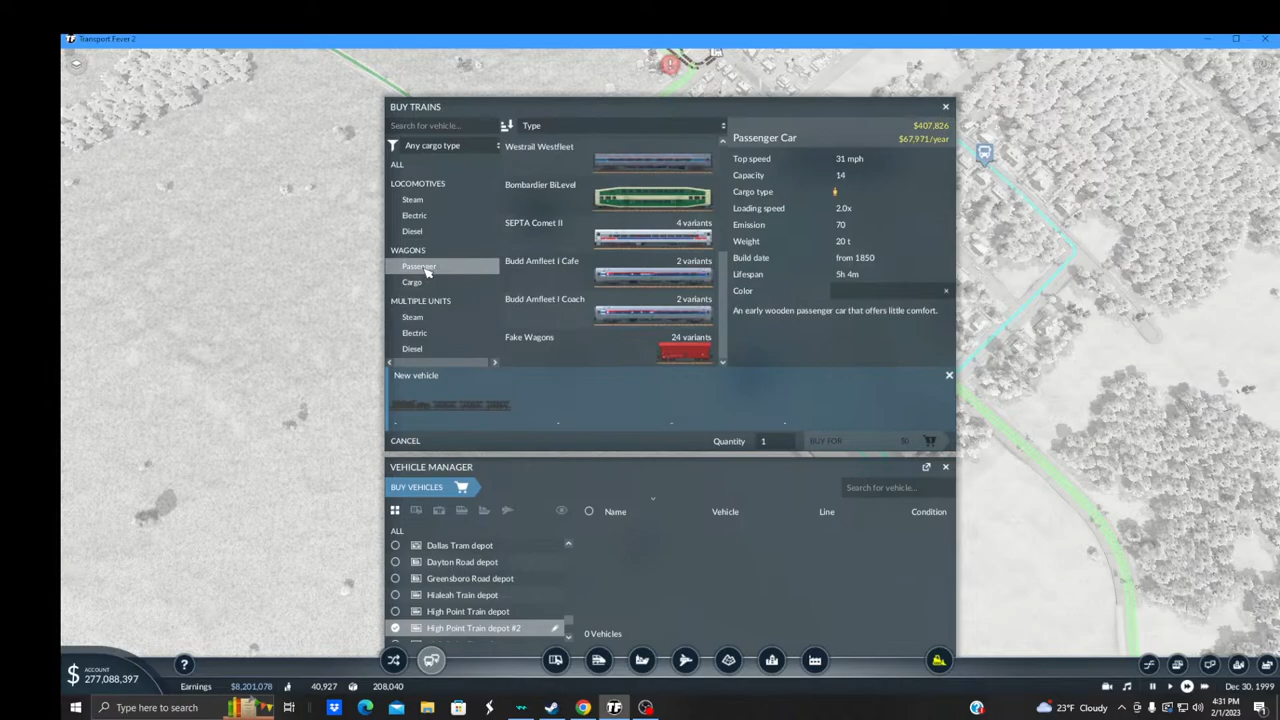 Transport Fever 2
BUY TRAINS
Search for vehicle...
Type
Any cargo type
ALL
LOCOMOTIVES
Steam
Electric
Diesel
WAGONS
Passenger
Cargo
MULTIPLE UNITS
Steam
Electric
Diesel
Westrail Westfleet
Bombardier BiLevel
SEPTA Comet II
4 variants
Budd Amfleet I Cafe
2 variants
Budd Amfleet I Coach
2 variants
Fake Wagons
24 variants
$407,826
Passenger Car
$67,971/year
Top speed 31 mph
Capacity 14
Cargo type
Loading speed 2.0x
Emission 70
Weight 20 t
Build date from 1850
Lifespan 5h 4m
Color
An early wooden passenger car that offers little comfort.
New vehicle
- - - -
CANCEL
Quantity 1
BUY FOR $0
VEHICLE MANAGER
BUY VEHICLES
Search for vehicle...
Name Vehicle Line Condition
ALL
Dallas Tram depot
Dayton Road depot
Greensboro Road depot
Hialeah Train depot
High Point Train depot
High Point Train depot #2
0 Vehicles
$ ACCOUNT
277,088,397
?
Earnings $8,201,078 40,927 208,040
Dec 30, 1999
Type here to search
23°F Cloudy
4:31 PM
2/1/2023